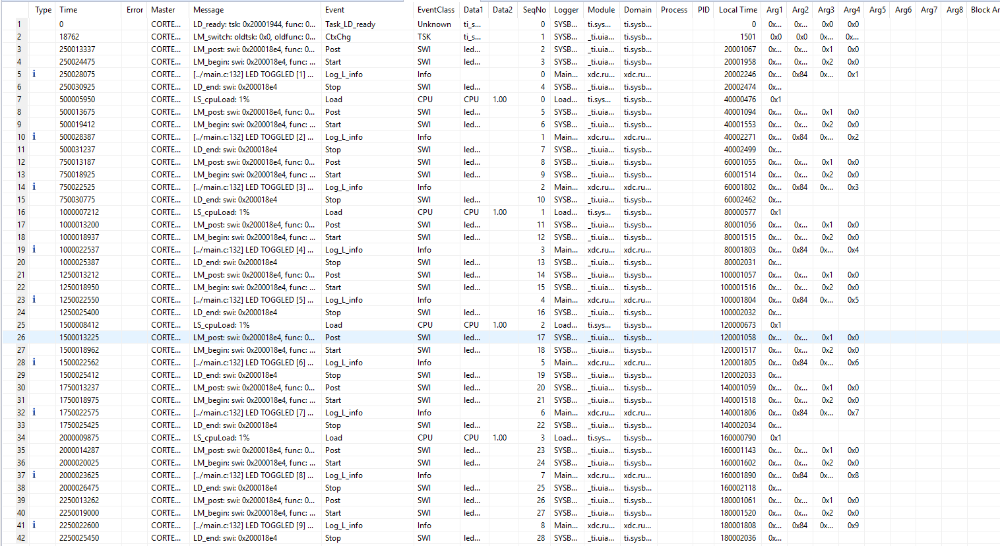 Type Time Error Master Message Event EventClass Data1 Data2 SeqNo Logger Module Domain Process PID Local Time Arg1 Arg2 Arg3 Arg4 Arg5 Arg6 Arg7 Arg8 Block Ar
1 0 CORTE... LD_ready: tsk: 0x20001944, func: 0... Task_LD_ready Unknown ti_s... 0 SYSB... ti.sys... ti.sysb... 0 0x... 0x... 0x0 0x0
2 18762 CORTE... LM_switch: oldtsk: 0x0, oldfunc: 0... CtxChg TSK ti_s... 1 SYSB... _ti.uia... ti.sysb... 1501 0x0 0x0 0x... 0x...
3 250013337 CORTE... LM_post: swi: 0x200018e4, func: 0... Post SWI led... 2 SYSB... _ti.uia... ti.sysb... 20001067 0x... 0x... 0x1 0x0
4 250024475 CORTE... LM_begin: swi: 0x200018e4, func: ... Start SWI led... 3 SYSB... _ti.uia... ti.sysb... 20001958 0x... 0x... 0x2 0x0
5 i 250028075 CORTE... [../main.c:132] LED TOGGLED [1] ... Log_L_info Info 0 Main... xdc.ru... xdc.ru... 20002246 0x... 0x84 0x... 0x1
6 250030925 CORTE... LD_end: swi: 0x200018e4 Stop SWI led... 4 SYSB... _ti.uia... ti.sysb... 20002474 0x...
7 500005950 CORTE... LS_cpuLoad: 1% Load CPU CPU 1.00 0 Load... ti.sys... ti.sysb... 40000476 0x1
8 500013675 CORTE... LM_post: swi: 0x200018e4, func: 0... Post SWI led... 5 SYSB... _ti.uia... ti.sysb... 40001094 0x... 0x... 0x1 0x0
9 500019412 CORTE... LM_begin: swi: 0x200018e4, func: ... Start SWI led... 6 SYSB... _ti.uia... ti.sysb... 40001553 0x... 0x... 0x2 0x0
10 i 500028387 CORTE... [../main.c:132] LED TOGGLED [2] ... Log_L_info Info 1 Main... xdc.ru... xdc.ru... 40002271 0x... 0x84 0x... 0x2
11 500031237 CORTE... LD_end: swi: 0x200018e4 Stop SWI led... 7 SYSB... _ti.uia... ti.sysb... 40002499 0x...
12 750013187 CORTE... LM_post: swi: 0x200018e4, func: 0... Post SWI led... 8 SYSB... _ti.uia... ti.sysb... 60001055 0x... 0x... 0x1 0x0
13 750018925 CORTE... LM_begin: swi: 0x200018e4, func: ... Start SWI led... 9 SYSB... _ti.uia... ti.sysb... 60001514 0x... 0x... 0x2 0x0
14 i 750022525 CORTE... [../main.c:132] LED TOGGLED [3] ... Log_L_info Info 2 Main... xdc.ru... xdc.ru... 60001802 0x... 0x84 0x... 0x3
15 750030775 CORTE... LD_end: swi: 0x200018e4 Stop SWI led... 10 SYSB... _ti.uia... ti.sysb... 60002462 0x...
16 1000007212 CORTE... LS_cpuLoad: 1% Load CPU CPU 1.00 1 Load... ti.sys... ti.sysb... 80000577 0x1
17 1000013200 CORTE... LM_post: swi: 0x200018e4, func: 0... Post SWI led... 11 SYSB... _ti.uia... ti.sysb... 80001056 0x... 0x... 0x1 0x0
18 1000018937 CORTE... LM_begin: swi: 0x200018e4, func: ... Start SWI led... 12 SYSB... _ti.uia... ti.sysb... 80001515 0x... 0x... 0x2 0x0
19 i 1000022537 CORTE... [../main.c:132] LED TOGGLED [4] ... Log_L_info Info 3 Main... xdc.ru... xdc.ru... 80001803 0x... 0x84 0x... 0x4
20 1000025387 CORTE... LD_end: swi: 0x200018e4 Stop SWI led... 13 SYSB... _ti.uia... ti.sysb... 80002031 0x...
21 1250013212 CORTE... LM_post: swi: 0x200018e4, func: 0... Post SWI led... 14 SYSB... _ti.uia... ti.sysb... 100001057 0x... 0x... 0x1 0x0
22 1250018950 CORTE... LM_begin: swi: 0x200018e4, func: ... Start SWI led... 15 SYSB... _ti.uia... ti.sysb... 100001516 0x... 0x... 0x2 0x0
23 i 1250022550 CORTE... [../main.c:132] LED TOGGLED [5] ... Log_L_info Info 4 Main... xdc.ru... xdc.ru... 100001804 0x... 0x84 0x... 0x5
24 1250025400 CORTE... LD_end: swi: 0x200018e4 Stop SWI led... 16 SYSB... _ti.uia... ti.sysb... 100002032 0x...
25 1500008412 CORTE... LS_cpuLoad: 1% Load CPU CPU 1.00 2 Load... ti.sys... ti.sysb... 120000673 0x1
26 1500013225 CORTE... LM_post: swi: 0x200018e4, func: 0... Post SWI led... 17 SYSB... _ti.uia... ti.sysb... 120001058 0x... 0x... 0x1 0x0
27 1500018962 CORTE... LM_begin: swi: 0x200018e4, func: ... Start SWI led... 18 SYSB... _ti.uia... ti.sysb... 120001517 0x... 0x... 0x2 0x0
28 i 1500022562 CORTE... [../main.c:132] LED TOGGLED [6] ... Log_L_info Info 5 Main... xdc.ru... xdc.ru... 120001805 0x... 0x84 0x... 0x6
29 1500025412 CORTE... LD_end: swi: 0x200018e4 Stop SWI led... 19 SYSB... _ti.uia... ti.sysb... 120002033 0x...
30 1750013237 CORTE... LM_post: swi: 0x200018e4, func: 0... Post SWI led... 20 SYSB... _ti.uia... ti.sysb... 140001059 0x... 0x... 0x1 0x0
31 1750018975 CORTE... LM_begin: swi: 0x200018e4, func: ... Start SWI led... 21 SYSB... _ti.uia... ti.sysb... 140001518 0x... 0x... 0x2 0x0
32 i 1750022575 CORTE... [../main.c:132] LED TOGGLED [7] ... Log_L_info Info 6 Main... xdc.ru... xdc.ru... 140001806 0x... 0x84 0x... 0x7
33 1750025425 CORTE... LD_end: swi: 0x200018e4 Stop SWI led... 22 SYSB... _ti.uia... ti.sysb... 140002034 0x...
34 2000009875 CORTE... LS_cpuLoad: 1% Load CPU CPU 1.00 3 Load... ti.sys... ti.sysb... 160000790 0x1
35 2000014287 CORTE... LM_post: swi: 0x200018e4, func: 0... Post SWI led... 23 SYSB... _ti.uia... ti.sysb... 160001143 0x... 0x... 0x1 0x0
36 2000020025 CORTE... LM_begin: swi: 0x200018e4, func: ... Start SWI led... 24 SYSB... _ti.uia... ti.sysb... 160001602 0x... 0x... 0x2 0x0
37 i 2000023625 CORTE... [../main.c:132] LED TOGGLED [8] ... Log_L_info Info 7 Main... xdc.ru... xdc.ru... 160001890 0x... 0x84 0x... 0x8
38 2000026475 CORTE... LD_end: swi: 0x200018e4 Stop SWI led... 25 SYSB... _ti.uia... ti.sysb... 160002118 0x...
39 2250013262 CORTE... LM_post: swi: 0x200018e4, func: 0... Post SWI led... 26 SYSB... _ti.uia... ti.sysb... 180001061 0x... 0x... 0x1 0x0
40 2250019000 CORTE... LM_begin: swi: 0x200018e4, func: ... Start SWI led... 27 SYSB... _ti.uia... ti.sysb... 180001520 0x... 0x... 0x2 0x0
41 i 2250022600 CORTE... [../main.c:132] LED TOGGLED [9] ... Log_L_info Info 8 Main... xdc.ru... xdc.ru... 180001808 0x... 0x84 0x... 0x9
42 2250025450 CORTE... LD_end: swi: 0x200018e4 Stop SWI led... 28 SYSB... _ti.uia... ti.sysb... 180002036 0x...